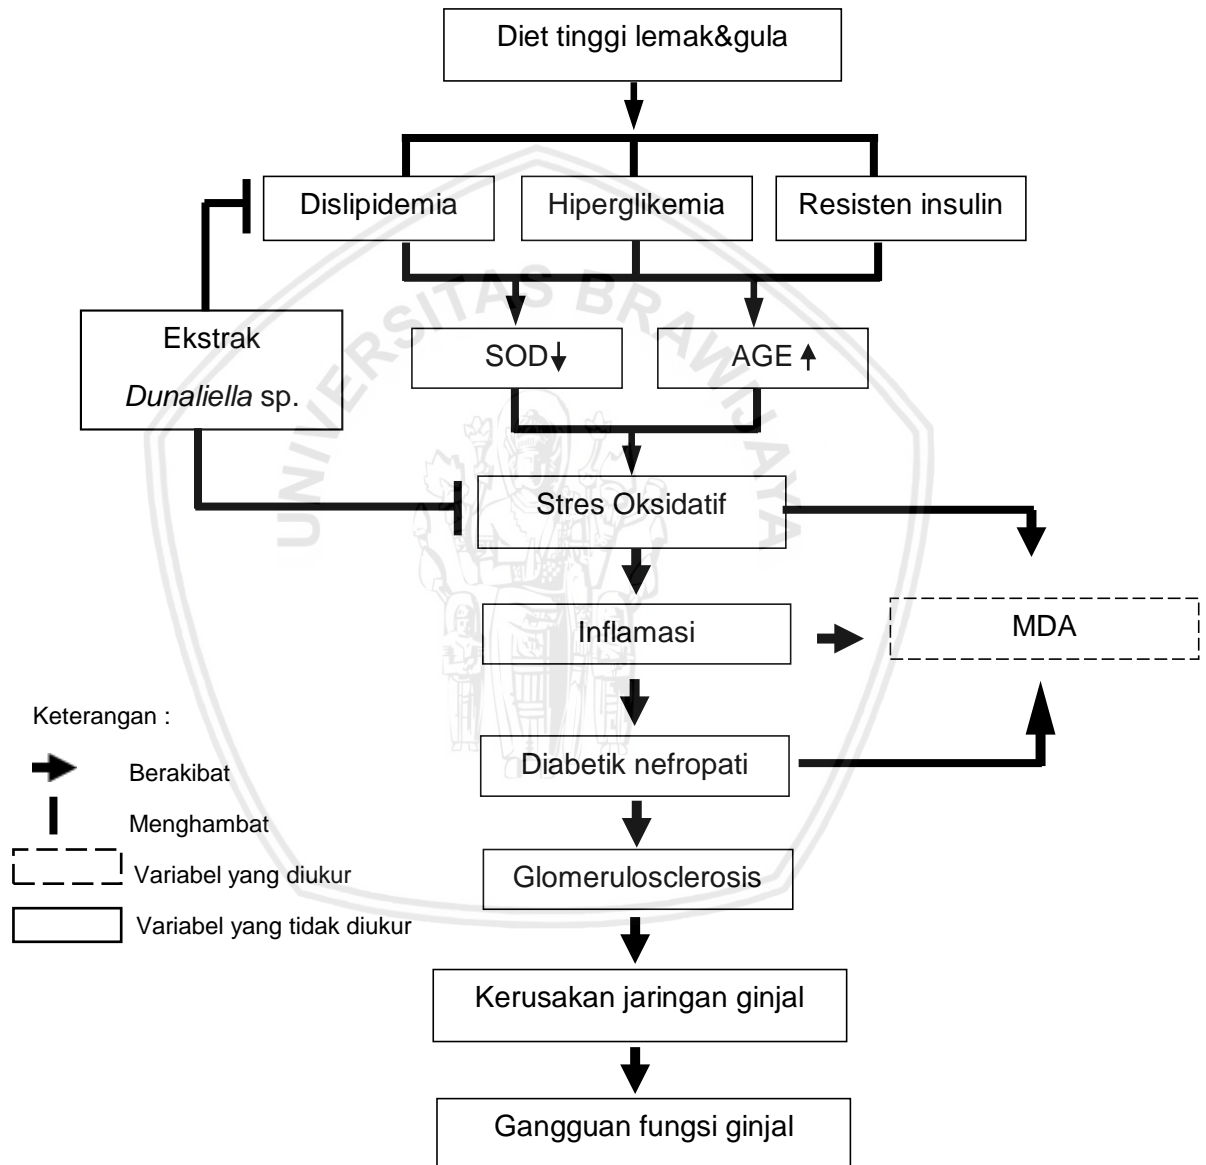 Diet tinggi lemak&gula
Dislipidemia
Hiperglikemia
Resisten insulin
Ekstrak
Dunaliella sp.
SOD↓
AGE↑
UNIVERSITAS BRAWIJAYA
Stres Oksidatif
Inflamasi
MDA
Diabetik nefropati
Glomerulosclerosis
Kerusakan jaringan ginjal
Gangguan fungsi ginjal
Keterangan :
Berakibat
Menghambat
Variabel yang diukur
Variabel yang tidak diukur